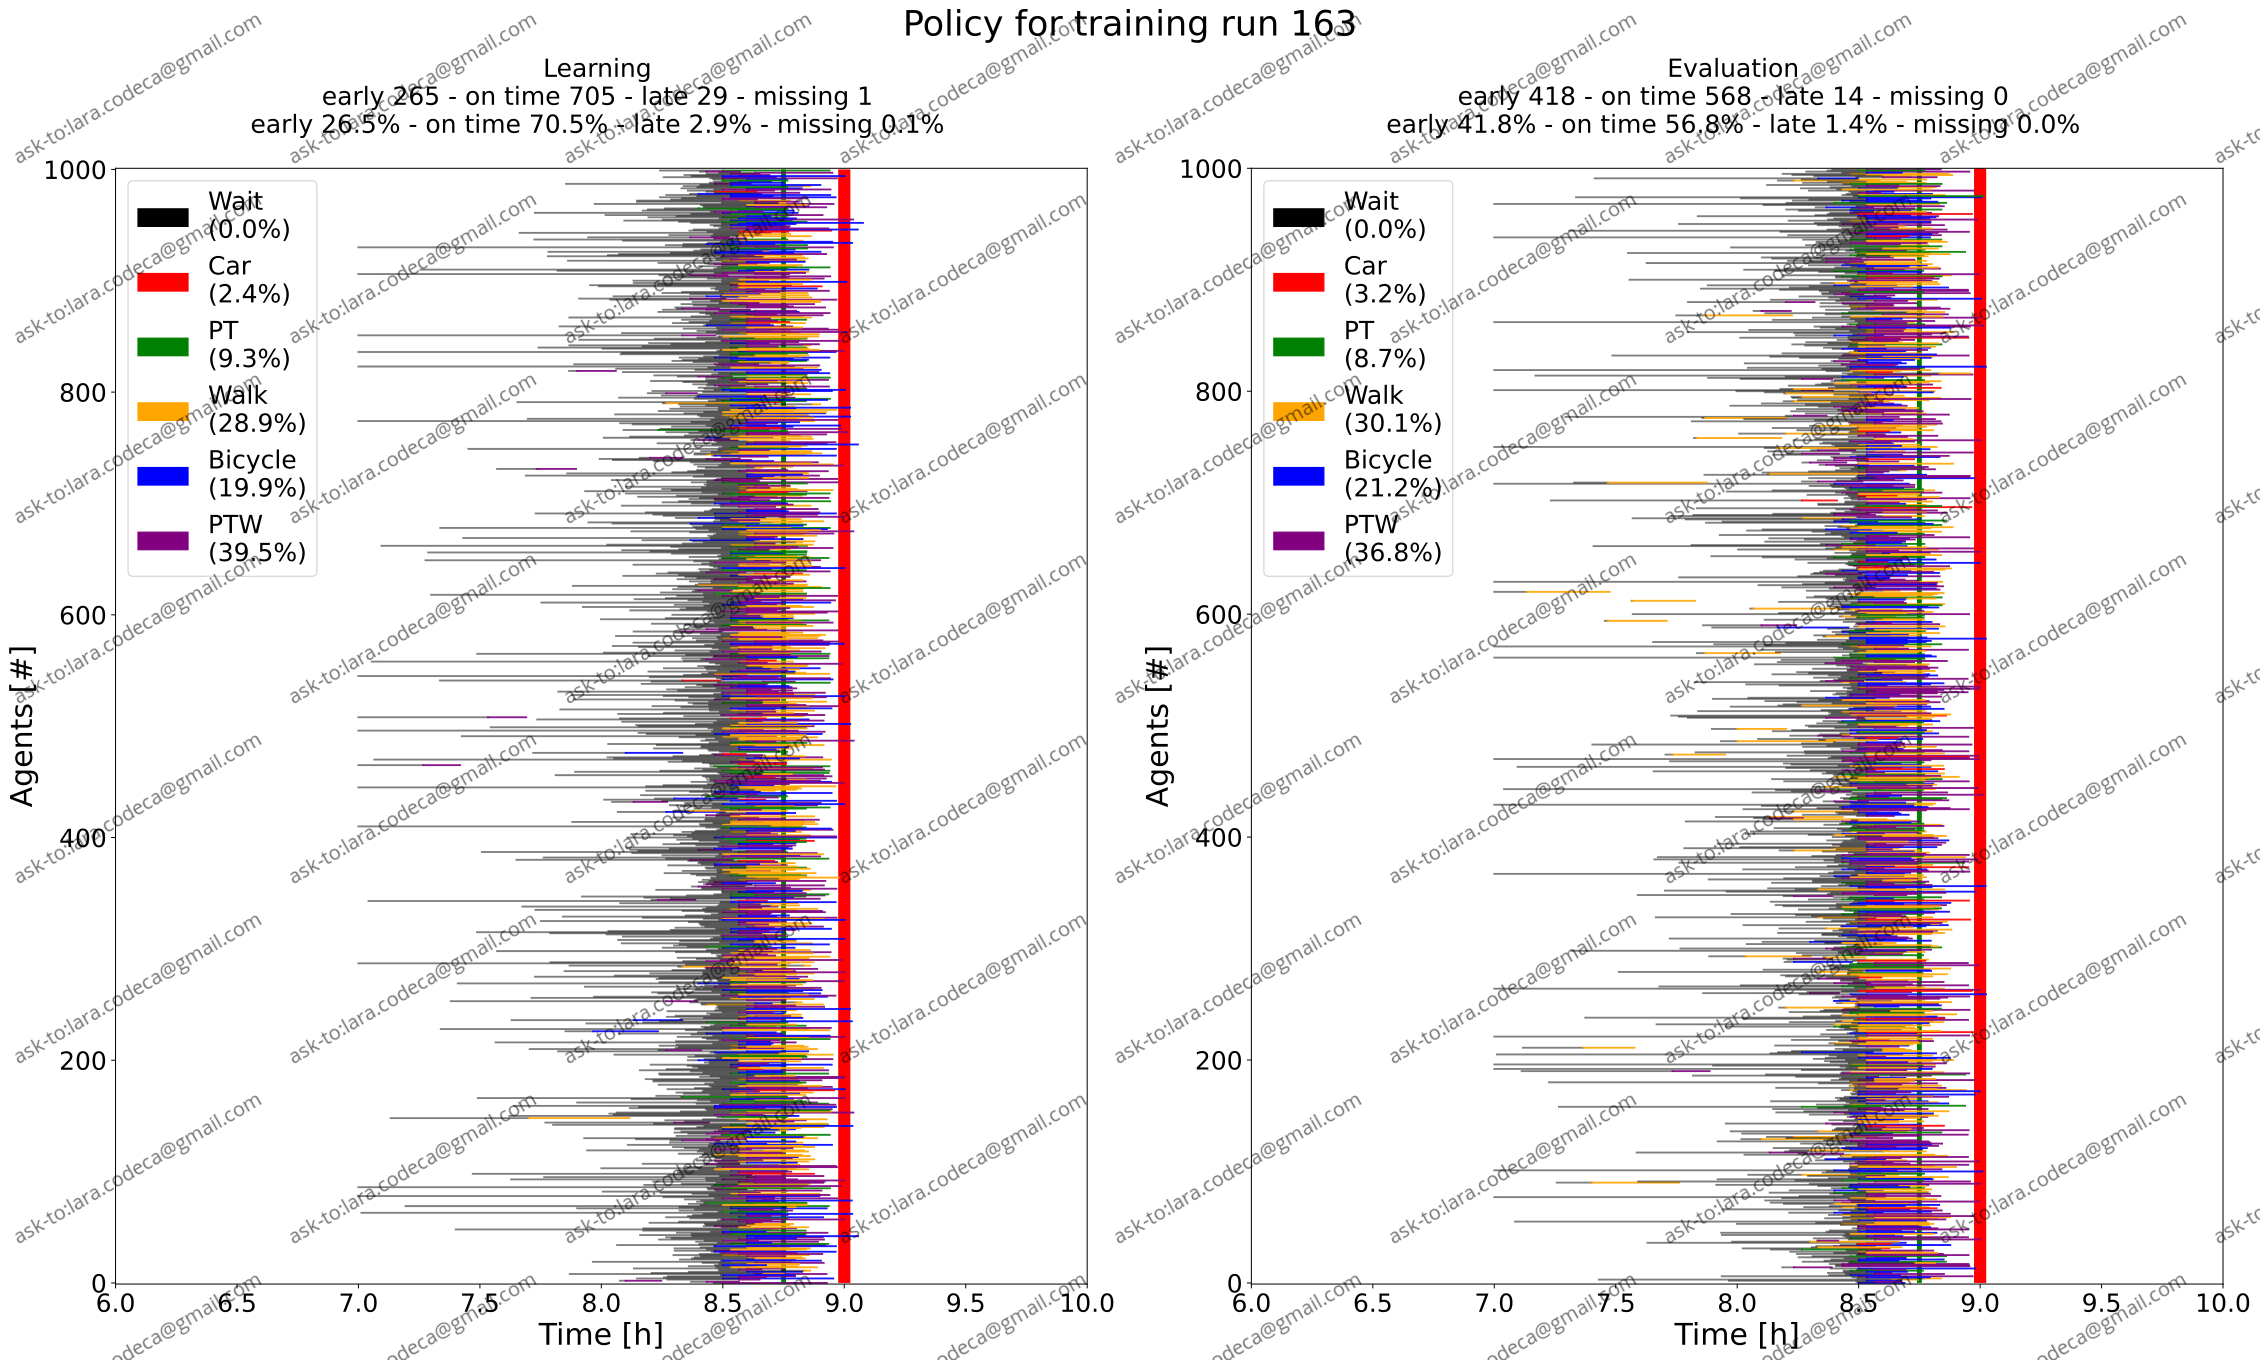 Policy for training run 163
Learning
early 265 - on time 705 - late 29 - missing 1
early 26.5% - on time 70.5% - late 2.9% - missing 0.1%
1000
800
600
400
200
0
Agents [#]
Wait
(0.0%)
Car
(2.4%)
PT
(9.3%)
Walk
(28.9%)
Bicycle
(19.9%)
PTW
(39.5%)
6.0 6.5 7.0 7.5 8.0 8.5 9.0 9.5 10.0
Time [h]
Evaluation
early 418 - on time 568 - late 14 - missing 0
early 41.8% - on time 56.8% - late 1.4% - missing 0.0%
1000
800
600
400
200
0
Agents [#]
Wait
(0.0%)
Car
(3.2%)
PT
(8.7%)
Walk
(30.1%)
Bicycle
(21.2%)
PTW
(36.8%)
6.0 6.5 7.0 7.5 8.0 8.5 9.0 9.5 10.0
Time [h]
ask-to:lara.codeca@gmail.com